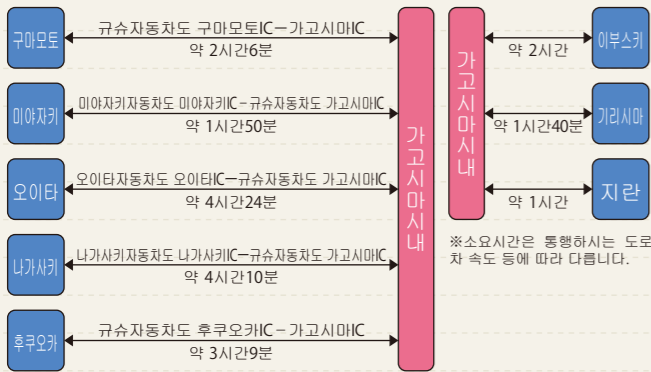 구마모토
규슈자동차도 구마모토IC－가고시마IC
약 2시간6분
미야자키
미야자키자동차도 미야자키IC－규슈자동차도 가고시마IC
약 1시간50분
오이타
오이타자동차도 오이타IC－규슈자동차도 가고시마IC
약 4시간24분
나가사키
나가사키자동차도 나가사키IC－규슈자동차도 가고시마IC
약 4시간10분
후쿠오카
규슈자동차도 후쿠오카IC－가고시마IC
약 3시간9분
가고시마시내
가고시마시내
약 2시간
이부스키
약 1시간40분
기리시마
약 1시간
지란
※소요시간은 통행하시는 도로
차 속도 등에 따라 다릅니다.